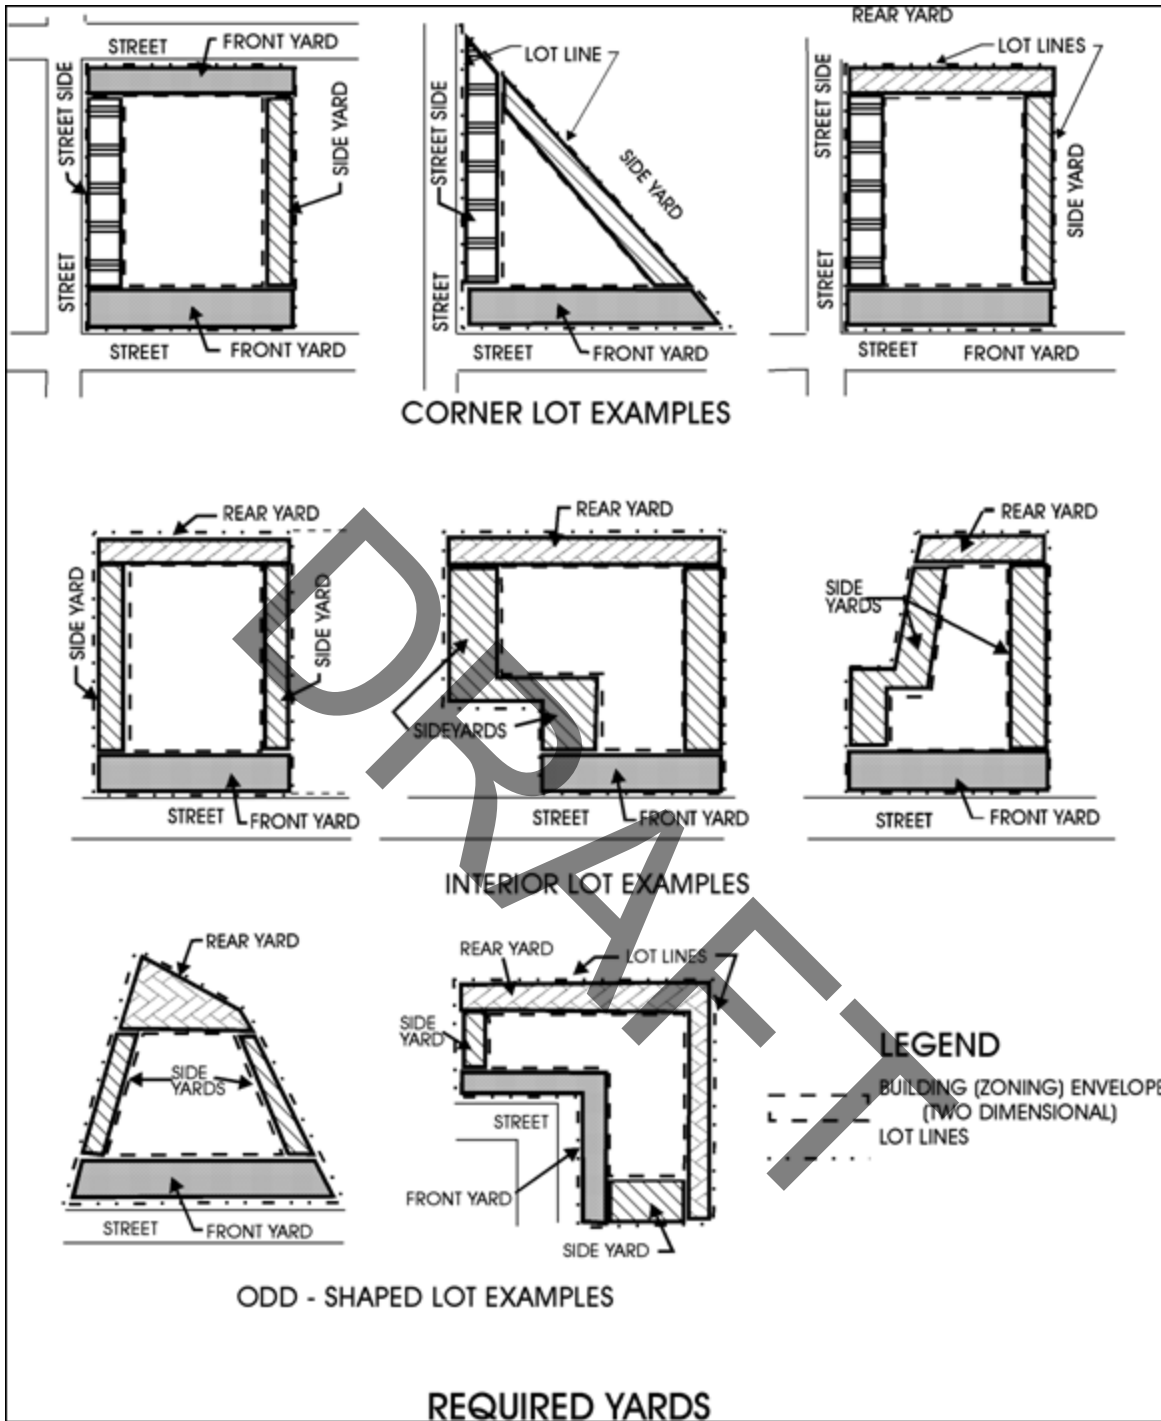 REAR YARD
STREET
FRONT YARD
STREET SIDE
SIDE YARD
STREET
STREET
FRONT YARD
LOT LINE
STREET SIDE
SIDE YARD
STREET
STREET
FRONT YARD
LOT LINES
STREET SIDE
SIDE YARD
STREET
STREET
FRONT YARD
CORNER LOT EXAMPLES
REAR YARD
SIDE YARD
SIDE YARD
STREET
FRONT YARD
REAR YARD
SIDEYARDS
STREET
FRONT YARD
REAR YARD
SIDE
YARDS
STREET
FRONT YARD
INTERIOR LOT EXAMPLES
REAR YARD
SIDE
YARDS
STREET
FRONT YARD
REAR YARD
LOT LINES
SIDE
YARD
STREET
FRONT YARD
SIDE YARD
LEGEND
BUILDING (ZONING) ENVELOPE
(TWO DIMENSIONAL)
LOT LINES
ODD - SHAPED LOT EXAMPLES
REQUIRED YARDS
DRAFT